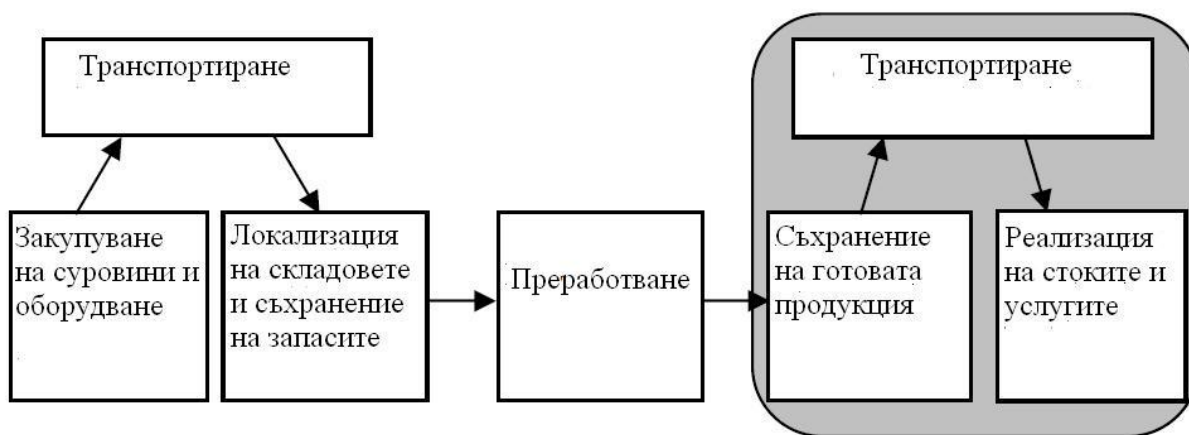 Транспортиране
Транспортиране
Закупуване
на суровини и
оборудване
Локализация
на складовете
и съхранение
на запасите
Преработване
Съхранение
на готовата
продукция
Реализация
на стоките и
услугите